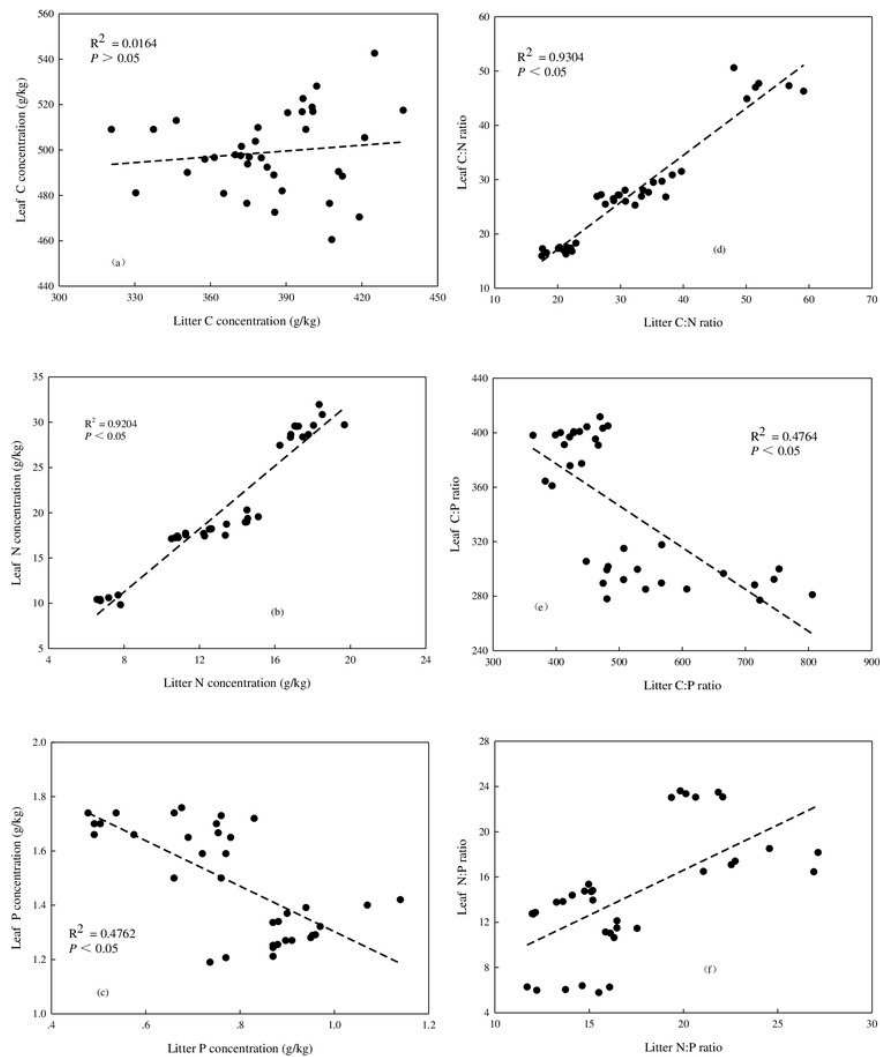 R² = 0.0164
P > 0.05
Leaf C concentration (g/kg)
560
540
520
500
480
460
440
(a)
300
330
360
390
420
450
Litter C concentration (g/kg)
R² = 0.9304
P < 0.05
Leaf C:N ratio
60
50
40
30
20
10
(d)
10
20
30
40
50
60
70
Litter C:N ratio
R² = 0.9204
P < 0.05
Leaf N concentration (g/kg)
35
30
25
20
15
10
5
(b)
4
8
12
16
20
24
Litter N concentration (g/kg)
R² = 0.4764
P < 0.05
Leaf C:P ratio
440
400
360
320
280
240
(e)
300
400
500
600
700
800
900
Litter C:P ratio
Leaf P concentration (g/kg)
2.0
1.8
1.6
1.4
1.2
1.0
R² = 0.4762
P < 0.05
(c)
.4
.6
.8
1.0
1.2
Litter P concentration (g/kg)
Leaf N:P ratio
28
24
20
16
12
8
4
(f)
10
15
20
25
30
Litter N:P ratio